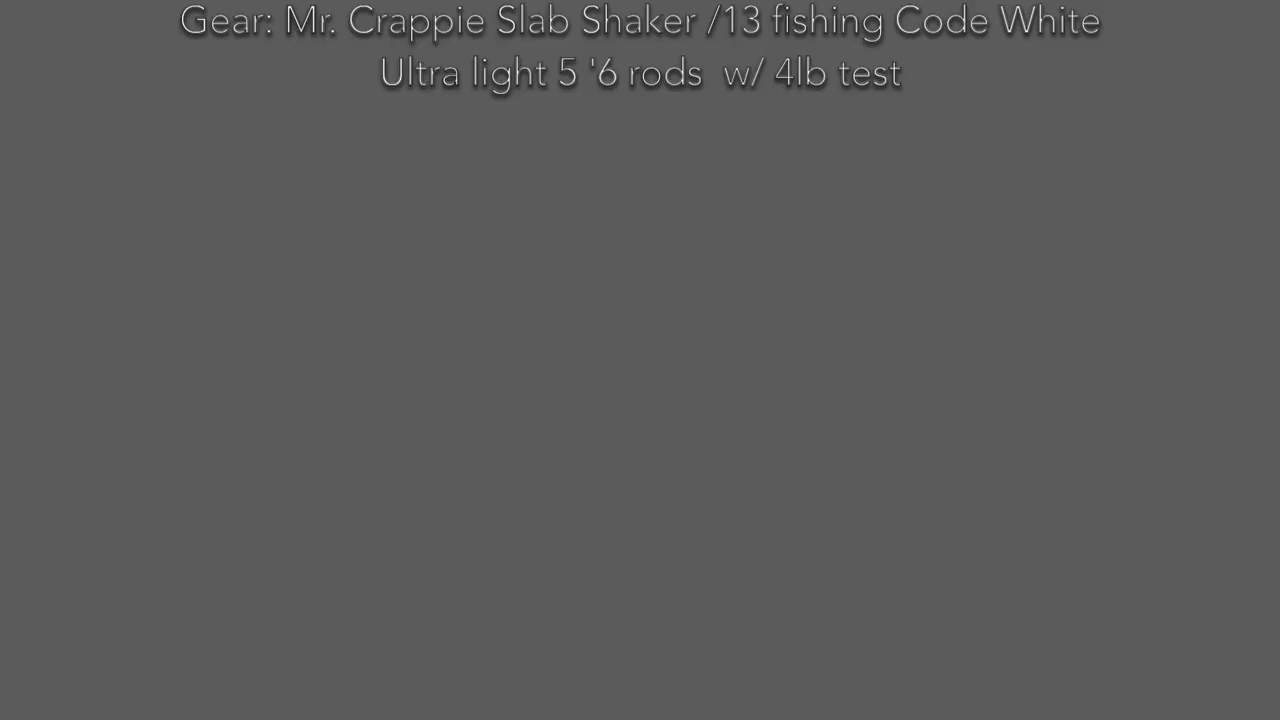 Gear: Mr. Crappie Slab Shaker /13 fishing Code White
Ultra light 5 '6 rods  w/ 4lb test